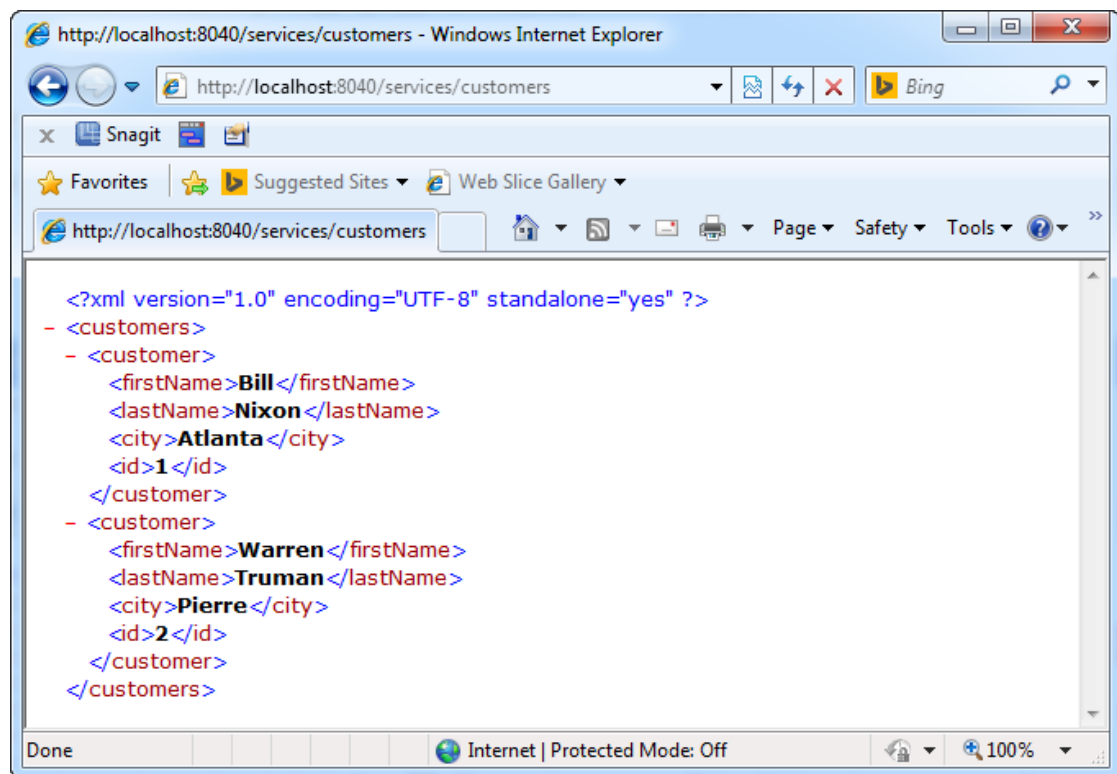 http://localhost:8040/services/customers - Windows Internet Explorer
http://localhost:8040/services/customers
Bing
x Snagit
Favorites Suggested Sites Web Slice Gallery
http://localhost:8040/services/customers Page Safety Tools »
<?xml version="1.0" encoding="UTF-8" standalone="yes" ?>
- <customers>
- <customer>
<firstName>Bill</firstName>
<lastName>Nixon</lastName>
<city>Atlanta</city>
<id>1</id>
</customer>
- <customer>
<firstName>Warren</firstName>
<lastName>Truman</lastName>
<city>Pierre</city>
<id>2</id>
</customer>
</customers>
Done Internet | Protected Mode: Off 100%